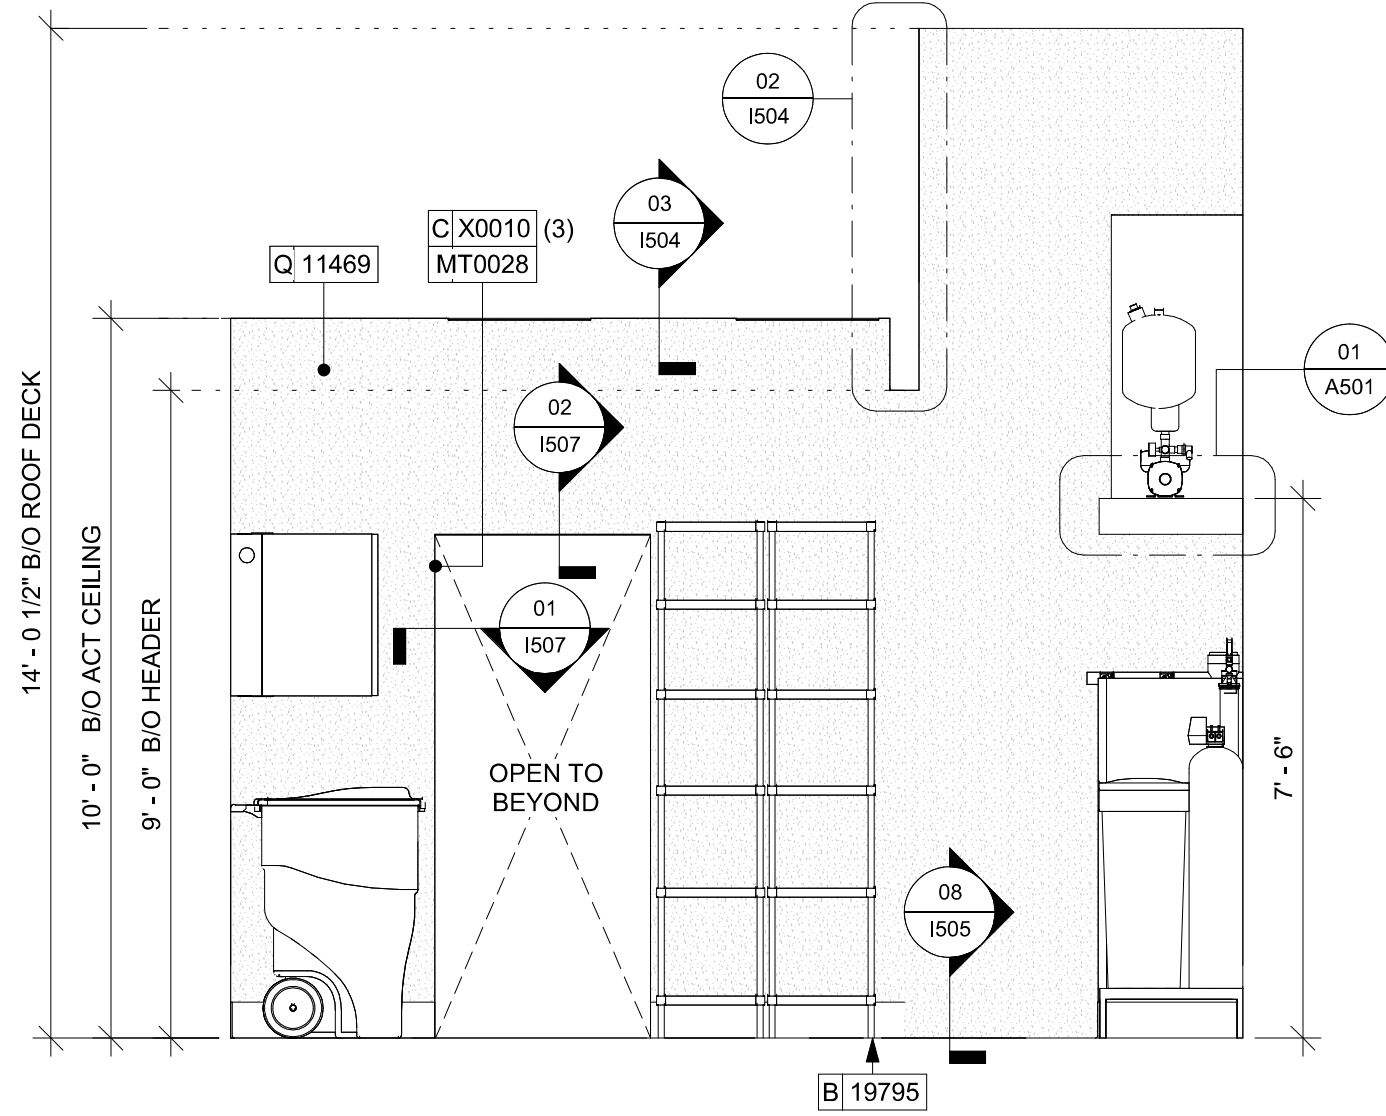 02
I504
03
I504
C X0010 (3)
MT0028
Q 11469
01
A501
02
I507
14' - 0 1/2" B/O ROOF DECK
10' - 0" B/O ACT CEILING
9' - 0" B/O HEADER
01
I507
OPEN TO
BEYOND
7' - 6"
08
I505
B 19795